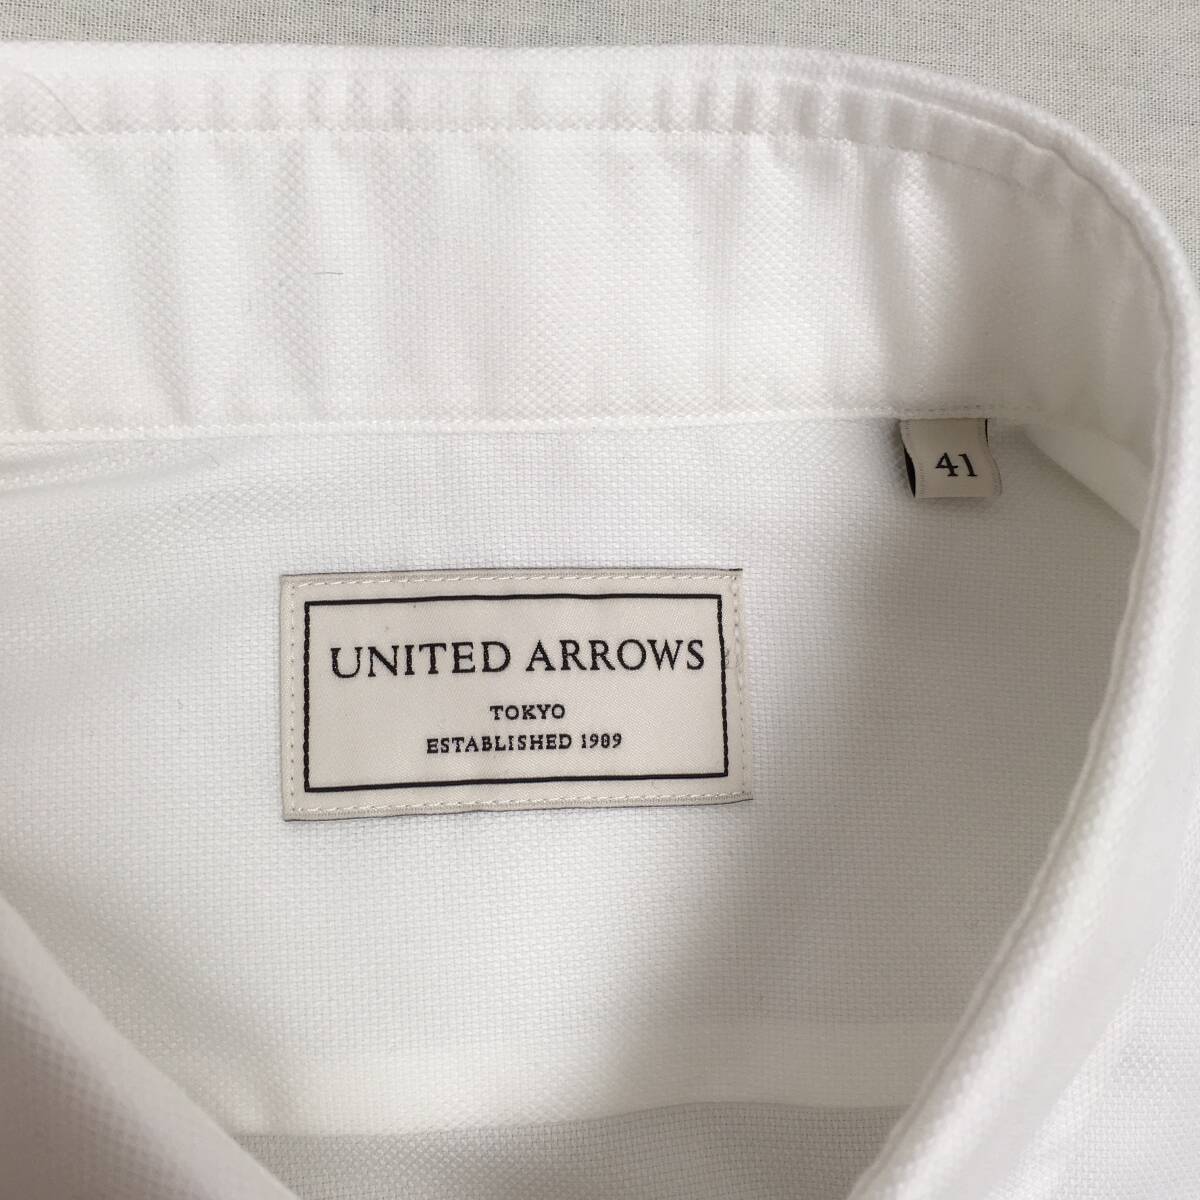 41
UNITED ARROWS
TOKYO
ESTABLISHED 1989